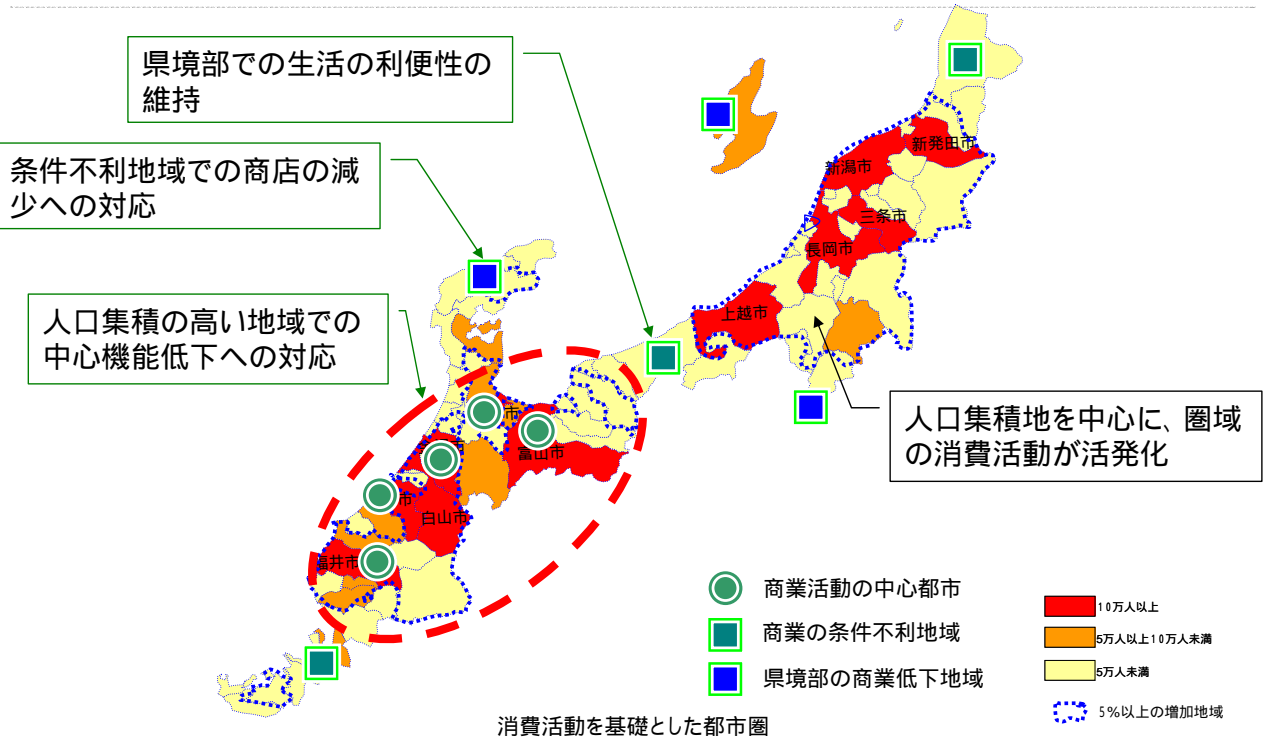 県境部での生活の利便性の
維持
条件不利地域での商店の減
少への対応
人口集積の高い地域での
中心機能低下への対応
新発田市
新潟市
三条市
長岡市
上越市
人口集積地を中心に、圏域
の消費活動が活発化
市
富山市
市
白山市
福井市
商業活動の中心都市
商業の条件不利地域
県境部の商業低下地域
10万人以上
5万人以上10万人未満
5万人未満
5%以上の増加地域
消費活動を基礎とした都市圏